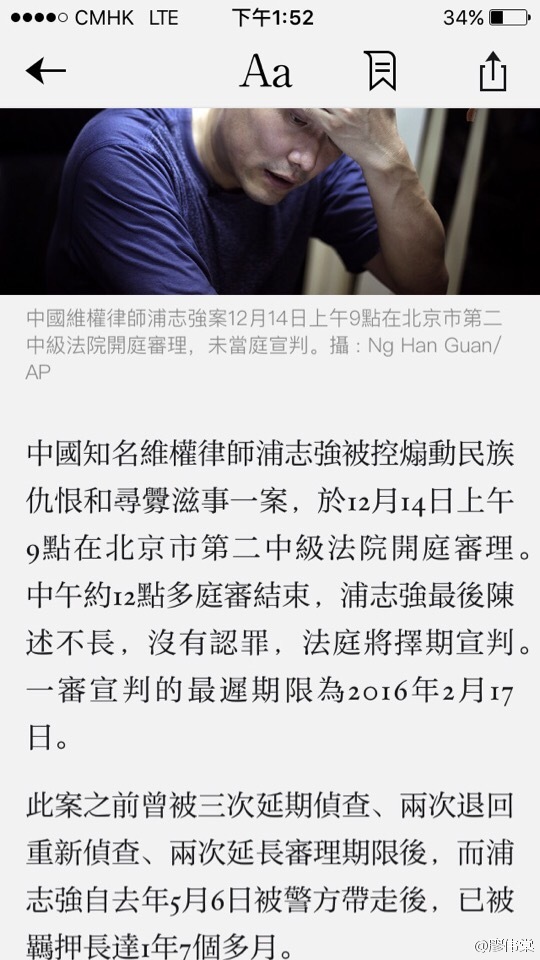 CMHK LTE 下午1:52 34%
Aa
中國維權律師浦志強案12月14日上午9點在北京市第二
中級法院開庭審理，未當庭宣判。攝：Ng Han Guan/
AP
中國知名維權律師浦志強被控煽動民族
仇恨和尋釁滋事一案，於12月14日上午
9點在北京市第二中級法院開庭審理。
中午約12點多庭審結束，浦志強最後陳
述不長，沒有認罪，法庭將擇期宣判。
一審宣判的最遲期限為2016年2月17
日。
此案之前曾被三次延期偵查、兩次退回
重新偵查、兩次延長審理期限後，而浦
志強自去年5月6日被警方帶走後，已被
羈押長達1年7個多月。
@廖伟棠